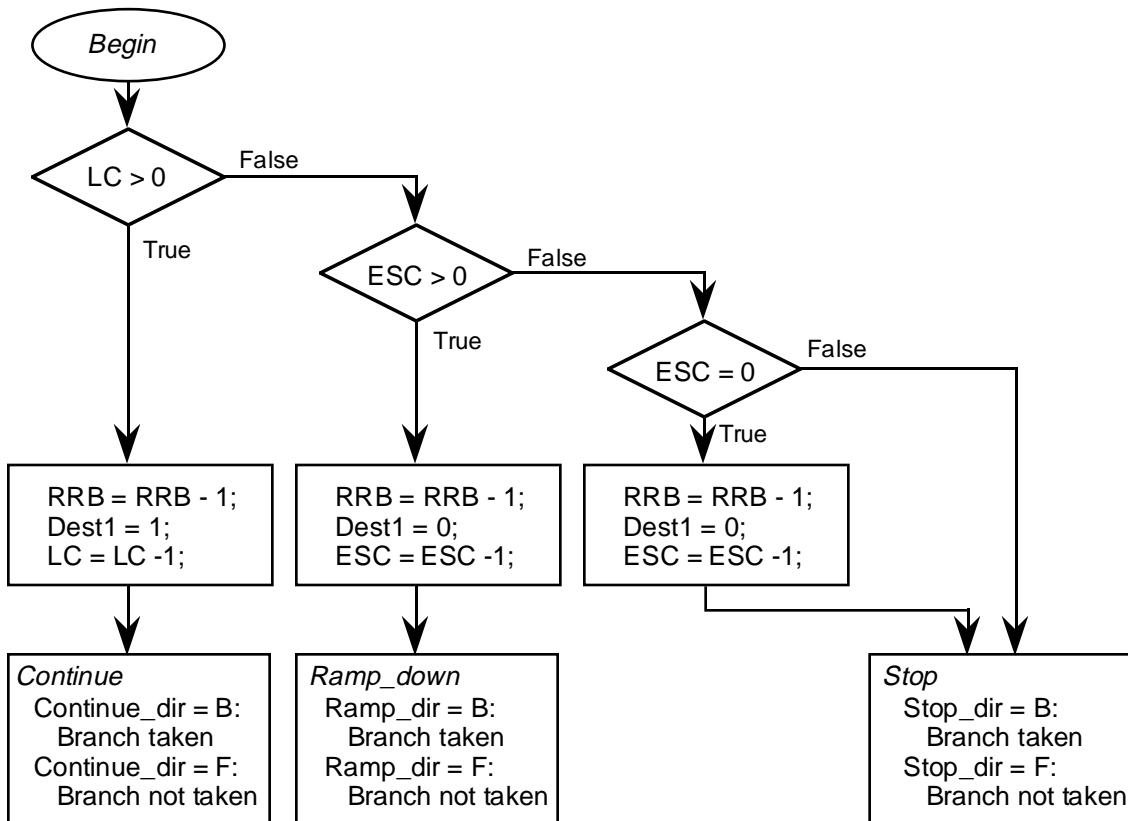 Begin
LC > 0
False
True
ESC > 0
False
True
ESC = 0
False
True
RRB = RRB - 1;
Dest1 = 1;
LC = LC -1;
RRB = RRB - 1;
Dest1 = 0;
ESC = ESC -1;
RRB = RRB - 1;
Dest1 = 0;
ESC = ESC -1;
Continue
Continue_dir = B:
Branch taken
Continue_dir = F:
Branch not taken
Ramp_down
Ramp_dir = B:
Branch taken
Ramp_dir = F:
Branch not taken
Stop
Stop_dir = B:
Branch taken
Stop_dir = F:
Branch not taken